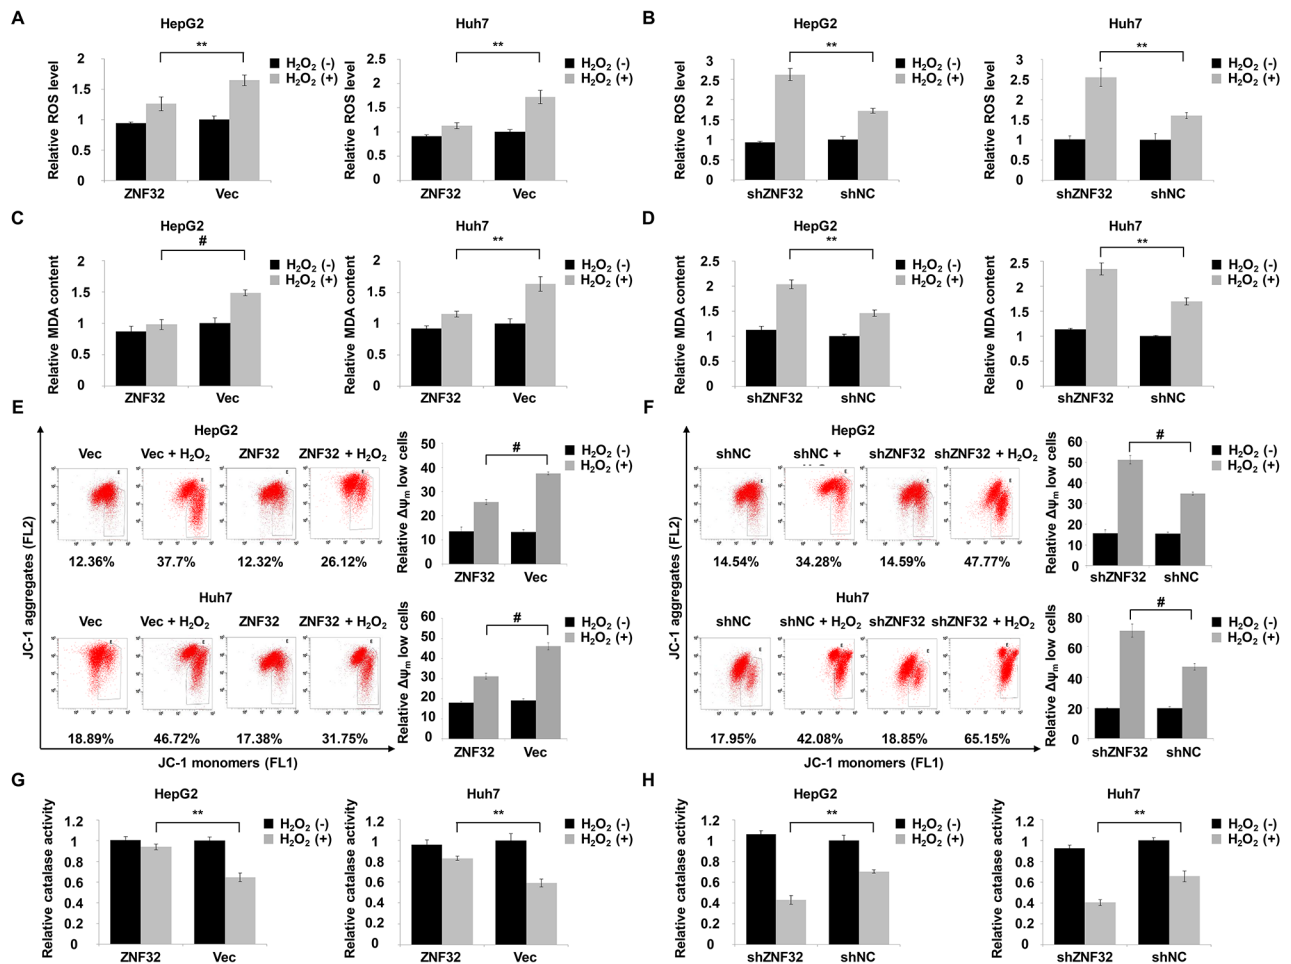 A
HepG2
Relative ROS level
2
1.5
1
0.5
0
**
H₂O₂ (-)
H₂O₂ (+)
ZNF32 Vec
Huh7
Relative ROS level
2.5
2
1.5
1
0.5
0
**
H₂O₂ (-)
H₂O₂ (+)
ZNF32 Vec
B
HepG2
Relative ROS level
3
2.5
2
1.5
1
0.5
0
**
H₂O₂ (-)
H₂O₂ (+)
shZNF32 shNC
Huh7
Relative ROS level
3
2.5
2
1.5
1
0.5
0
**
H₂O₂ (-)
H₂O₂ (+)
shZNF32 shNC
C
HepG2
Relative MDA content
2
1.5
1
0.5
0
#
H₂O₂ (-)
H₂O₂ (+)
ZNF32 Vec
Huh7
Relative MDA content
2
1.5
1
0.5
0
**
H₂O₂ (-)
H₂O₂ (+)
ZNF32 Vec
D
HepG2
Relative MDA content
2.5
2
1.5
1
0.5
0
**
H₂O₂ (-)
H₂O₂ (+)
shZNF32 shNC
Huh7
Relative MDA content
2.5
2
1.5
1
0.5
0
**
H₂O₂ (-)
H₂O₂ (+)
shZNF32 shNC
E
JC-1 aggregates (FL2)
HepG2
Vec Vec + H₂O₂ ZNF32 ZNF32 + H₂O₂
12.36% 37.7% 12.32% 26.12%
Relative Δψm low cells
50
40
30
20
10
0
#
H₂O₂ (-)
H₂O₂ (+)
ZNF32 Vec
Huh7
Vec Vec + H₂O₂ ZNF32 ZNF32 + H₂O₂
18.89% 46.72% 17.38% 31.75%
JC-1 monomers (FL1)
Relative Δψm low cells
60
50
40
30
20
10
0
#
H₂O₂ (-)
H₂O₂ (+)
ZNF32 Vec
F
JC-1 aggregates (FL2)
HepG2
shNC shNC + shZNF32 shZNF32 + H₂O₂
14.54% 34.28% 14.59% 47.77%
Relative Δψm low cells
60
50
40
30
20
10
0
#
H₂O₂ (-)
H₂O₂ (+)
shZNF32 shNC
Huh7
shNC shNC + H₂O₂ shZNF32 shZNF32 + H₂O₂
17.95% 42.08% 18.85% 65.15%
JC-1 monomers (FL1)
Relative Δψm low cells
80
60
40
20
0
#
H₂O₂ (-)
H₂O₂ (+)
shZNF32 shNC
G
HepG2
Relative catalase activity
1.2
1
0.8
0.6
0.4
0.2
0
**
H₂O₂ (-)
H₂O₂ (+)
ZNF32 Vec
Huh7
Relative catalase activity
1.2
1
0.8
0.6
0.4
0.2
0
**
H₂O₂ (-)
H₂O₂ (+)
ZNF32 Vec
H
HepG2
Relative catalase activity
1.2
1
0.8
0.6
0.4
0.2
0
**
H₂O₂ (-)
H₂O₂ (+)
shZNF32 shNC
Huh7
Relative catalase activity
1.2
1
0.8
0.6
0.4
0.2
0
**
H₂O₂ (-)
H₂O₂ (+)
shZNF32 shNC